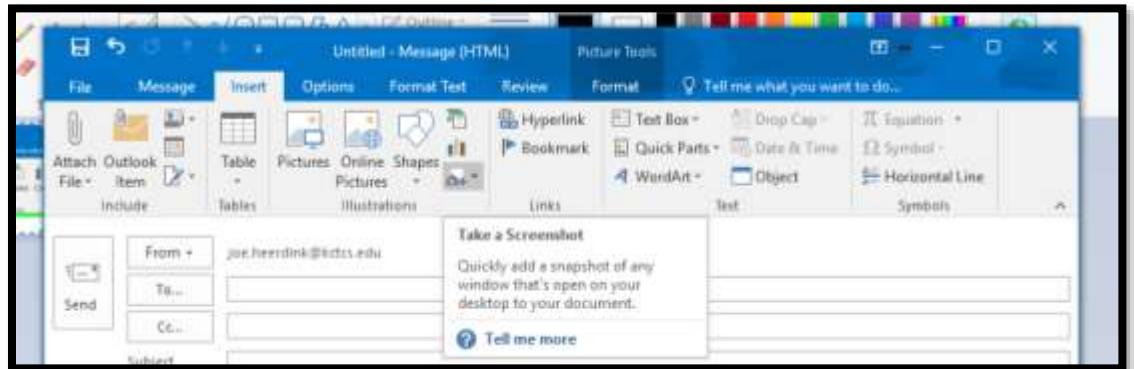 Untitled - Message (HTML) Picture Tools
File Message Insert Options Format Text Review Format Tell me what you want to do...
Attach File Outlook Item
Table
Pictures Online Pictures Shapes
Hyperlink
Bookmark
Text Box
Quick Parts
WordArt
Drop Cap
Date & Time
Object
Equation
Symbol
Horizontal Line
Include Tables Illustrations Links Text Symbols
Take a Screenshot
Quickly add a snapshot of any
window that's open on your
desktop to your document.
Tell me more
Send
From joe.heerdink@kctcs.edu
To...
Cc...
Subject